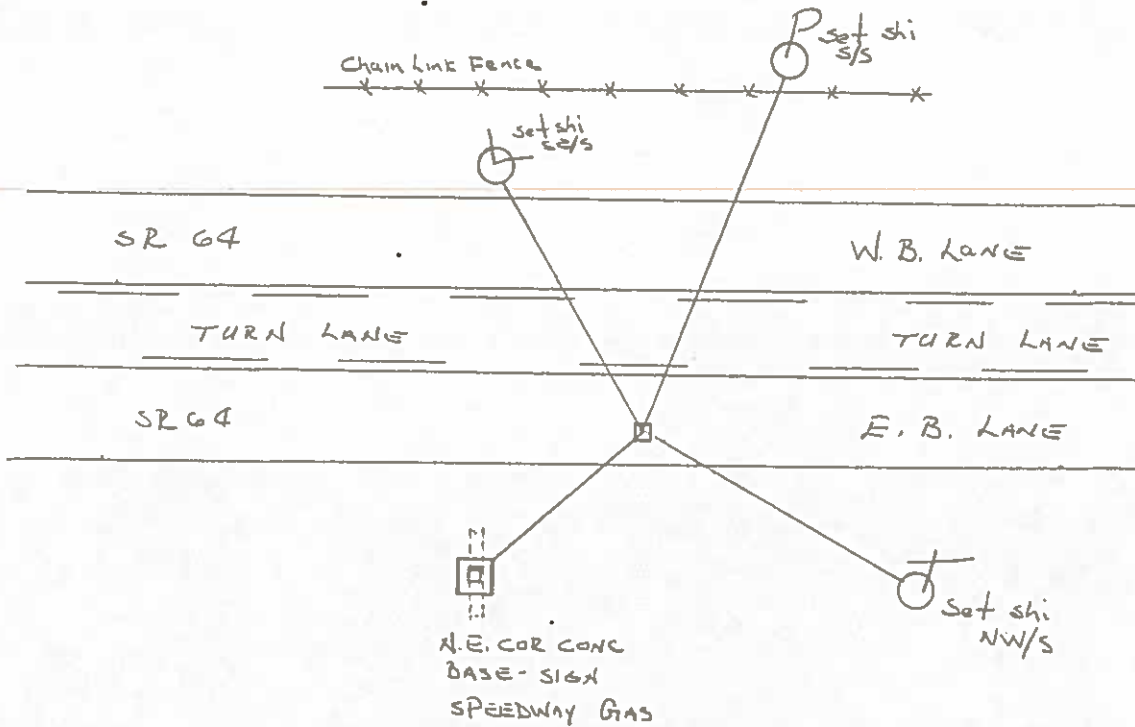 P set shi
S/S
Chain Link Fence
set shi
SE/S
SR 64
W. B. LANE
TURN LANE
TURN LANE
SR 64
E. B. LANE
Set shi
NW/S
N.E. COR CONC
BASE - SIGN
SPEEDWAY GAS